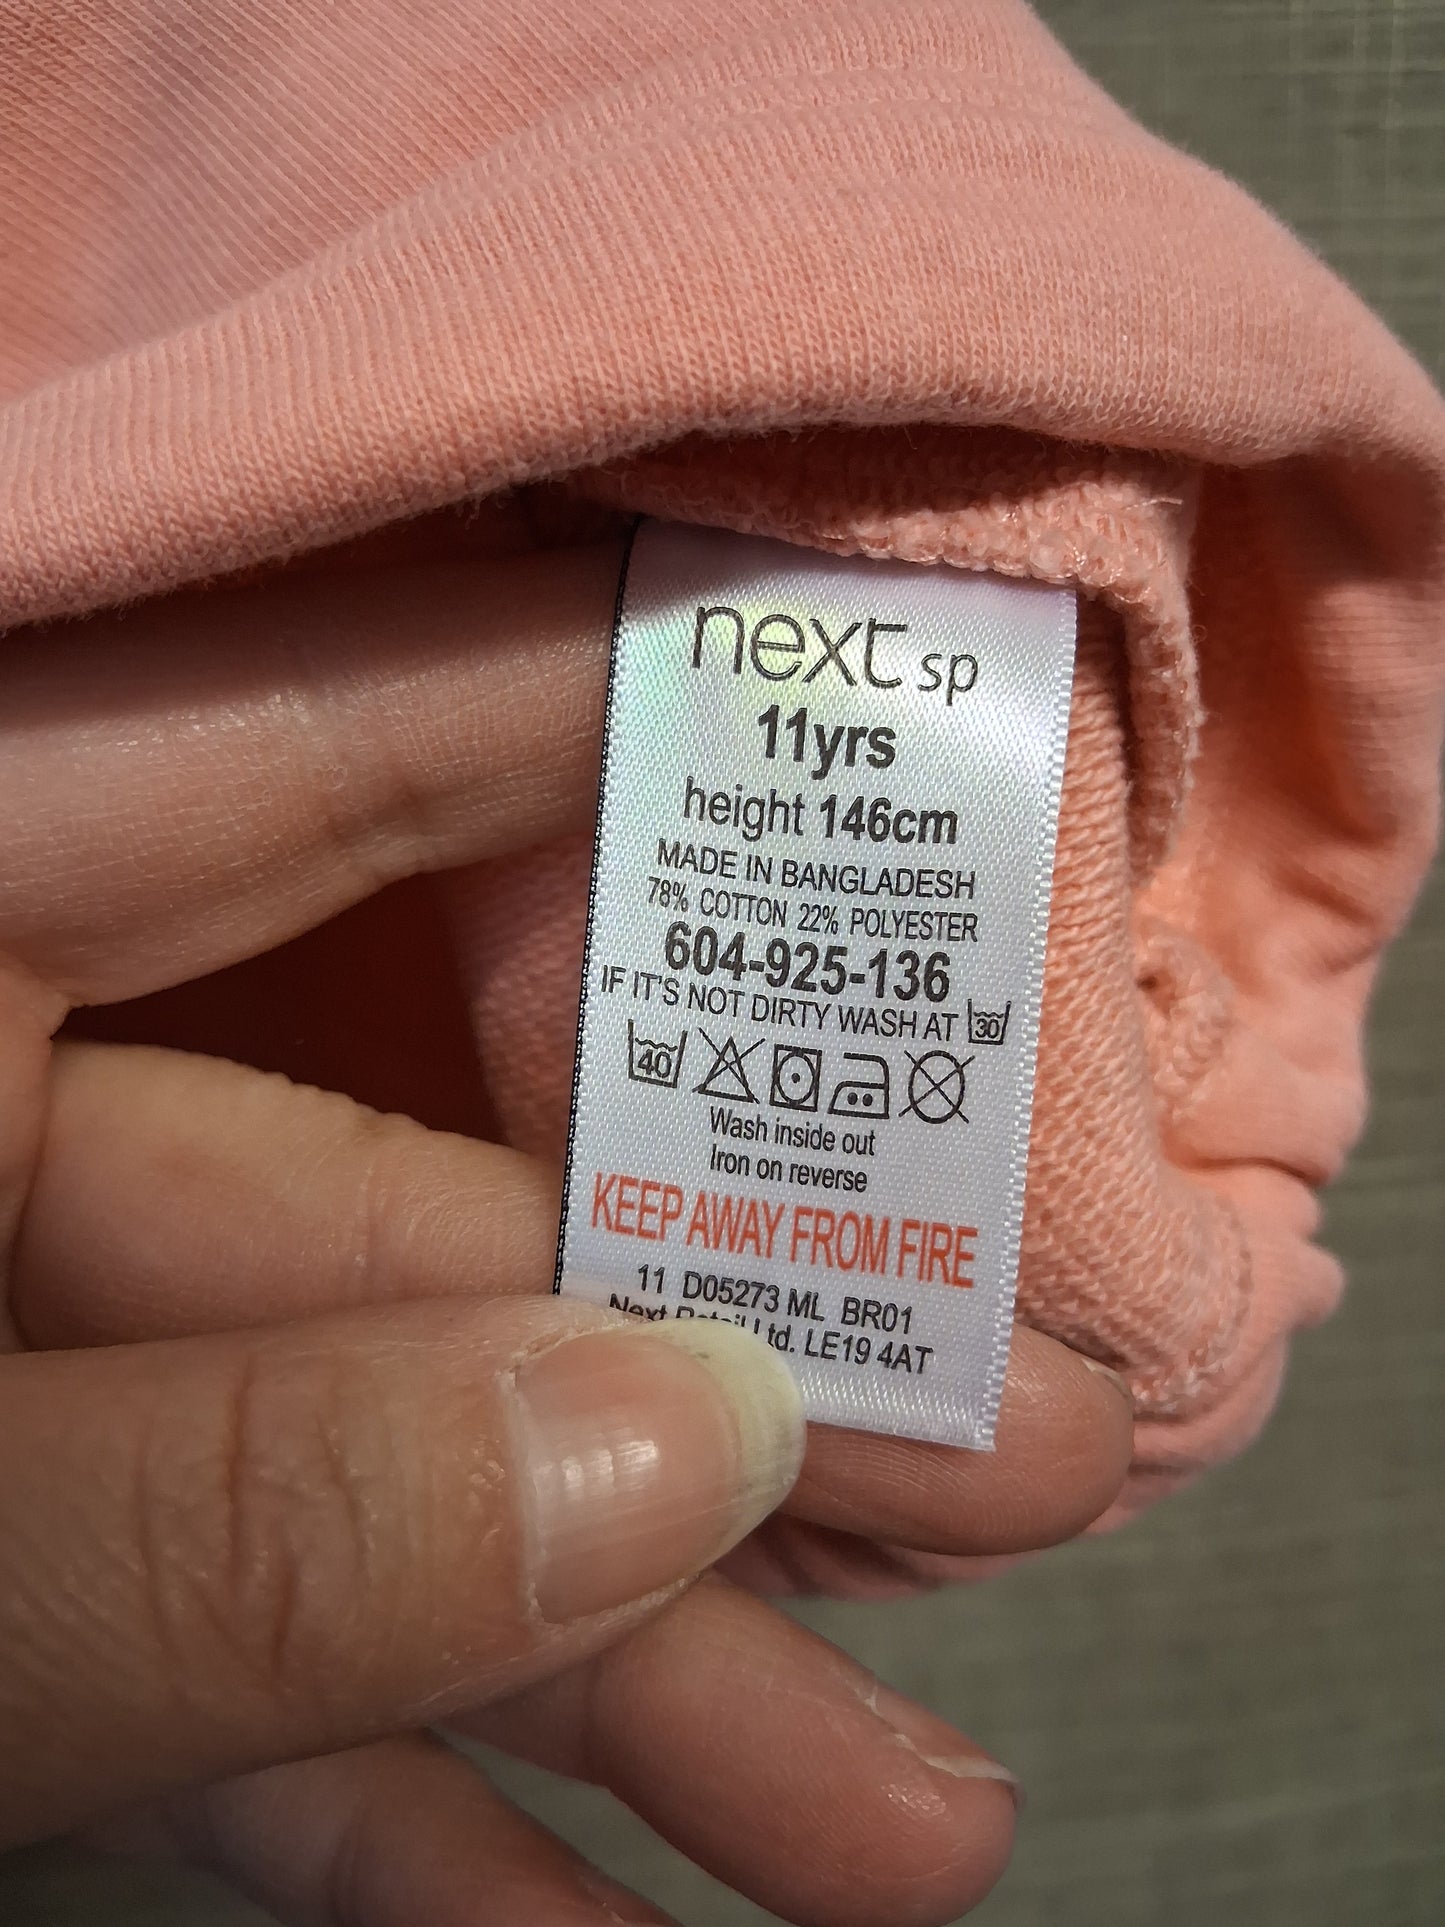 next sp
11yrs
height 146cm
MADE IN BANGLADESH
78% COTTON 22% POLYESTER
604-925-136
IF IT'S NOT DIRTY WASH AT 30
40
Wash inside out
Iron on reverse
KEEP AWAY FROM FIRE
11 D05273 ML BR01
Next Retail Ltd. LE19 4AT